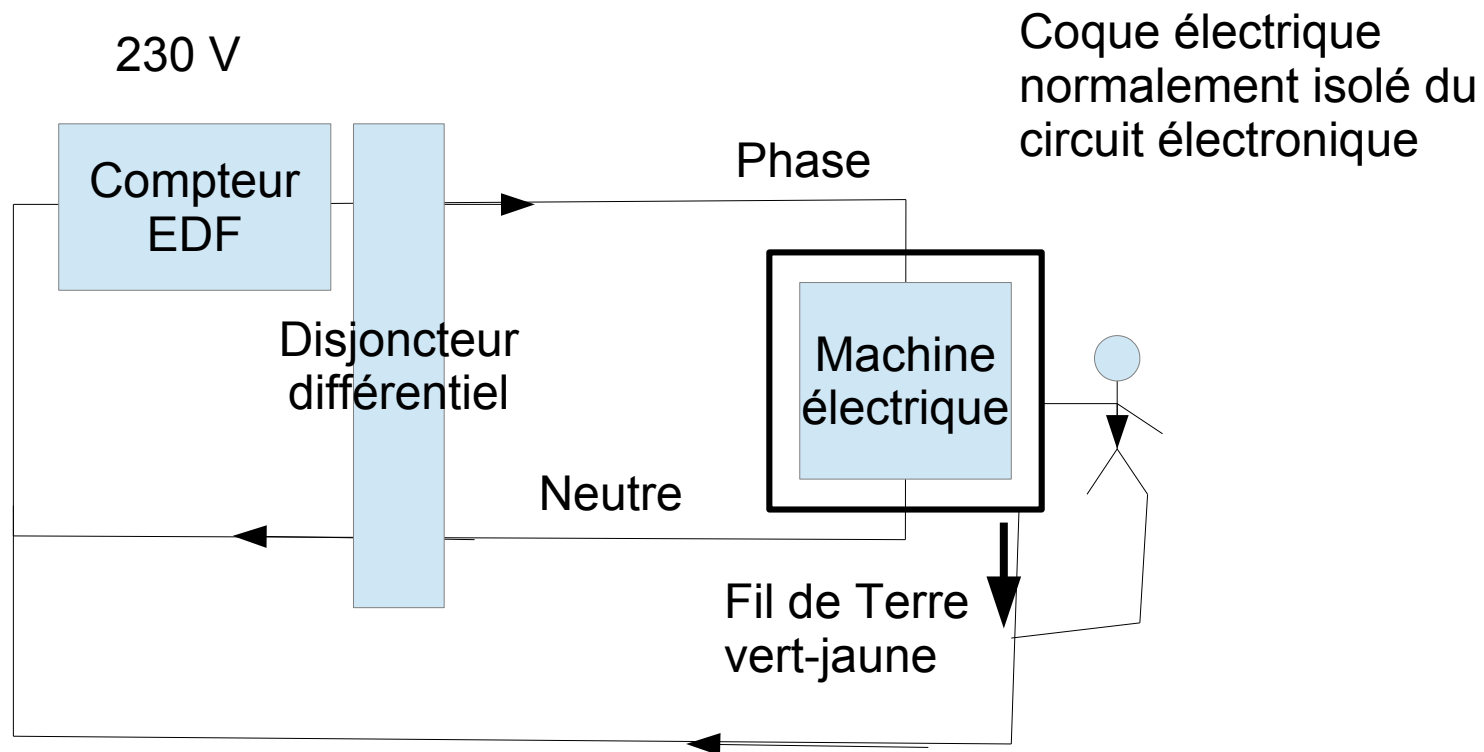 230 V
Coque électrique
normalement isolé du
circuit électronique
Compteur
EDF
Phase
Disjoncteur
différentiel
Machine
électrique
Neutre
Fil de Terre
vert-jaune